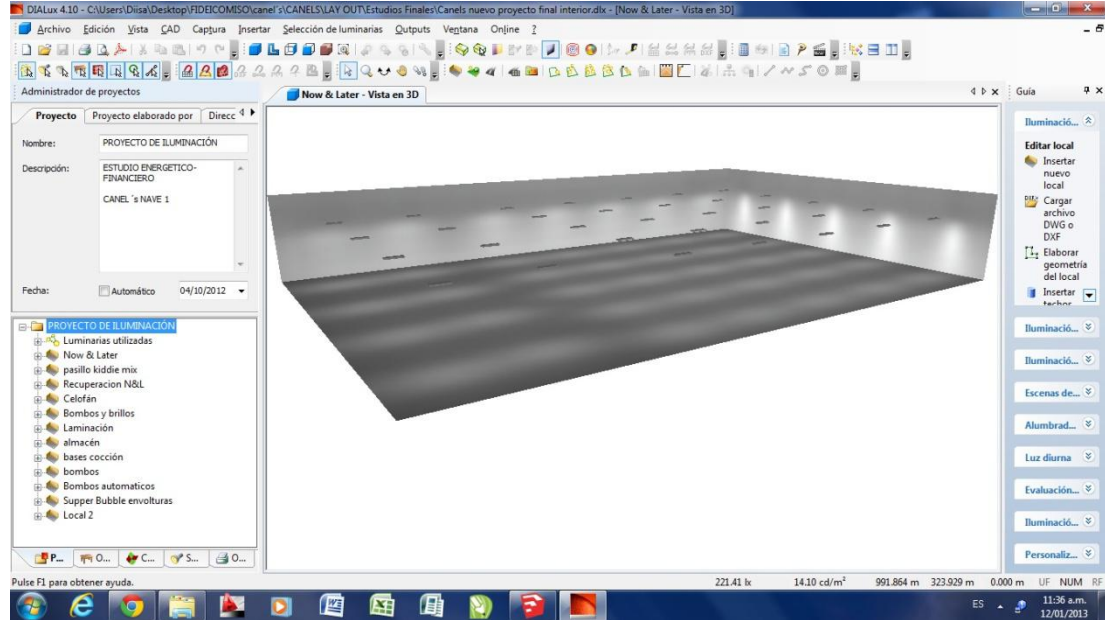 DIALux 4.10 - C:\Users\Diisa\Desktop\FIDEICOMISO\canel´s\CANELS\LAY OUT\Estudios Finales\Canels nuevo proyecto final interior.dlx - [Now & Later - Vista en 3D]
Archivo Edición Vista CAD Captura Insertar Selección de luminarias Outputs Ventana Online ?
Administrador de proyectos
Now & Later - Vista en 3D
Guía
Proyecto Proyecto elaborado por Direcc
Nombre: PROYECTO DE ILUMINACIÓN
Descripción: ESTUDIO ENERGETICO-
FINANCIERO
CANEL ´s NAVE 1
Fecha: Automático 04/10/2012
PROYECTO DE ILUMINACIÓN
Luminarias utilizadas
Now & Later
pasillo kiddie mix
Recuperacion N&L
Celofán
Bombos y brillos
Laminación
almacén
bases cocción
bombos
Bombos automaticos
Supper Bubble envolturas
Local 2
P... O... C... S... O...
Iluminació...
Editar local
Insertar
nuevo
local
Cargar
archivo
DWG o
DXF
Elaborar
geometría
del local
Insertar
techos
Iluminació...
Iluminació...
Escenas de...
Alumbrad...
Luz diurna
Evaluación...
Iluminació...
Personaliz...
Pulse F1 para obtener ayuda.
221.41 lx 14.10 cd/m² 991.864 m 323.929 m 0.000 m UF NUM RF
ES
11:36 a.m.
12/01/2013